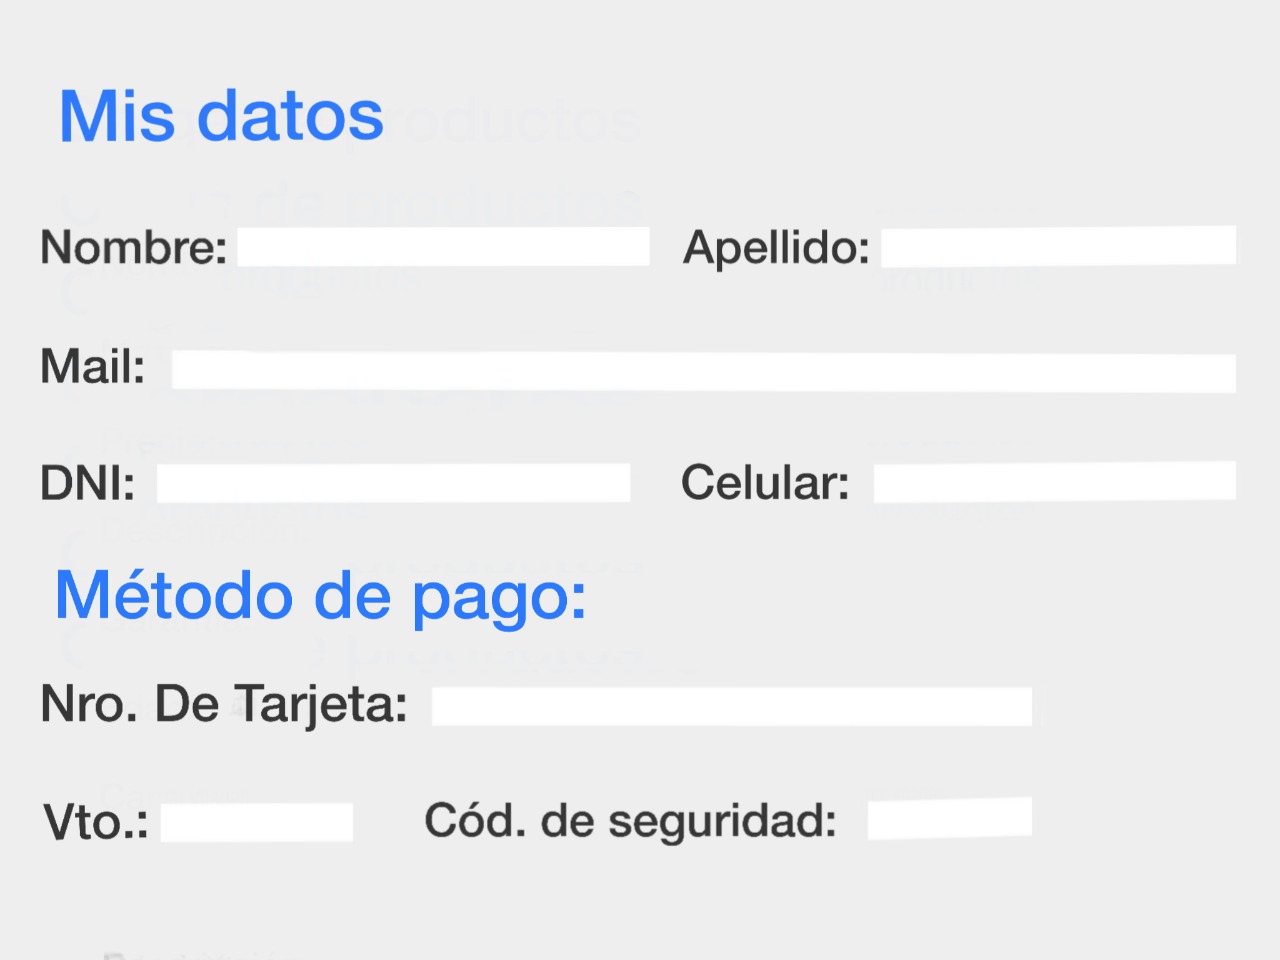 Mis datos
Nombre: Apellido:
Mail:
DNI: Celular:
Método de pago:
Nro. De Tarjeta:
Vto.: Cód. de seguridad: